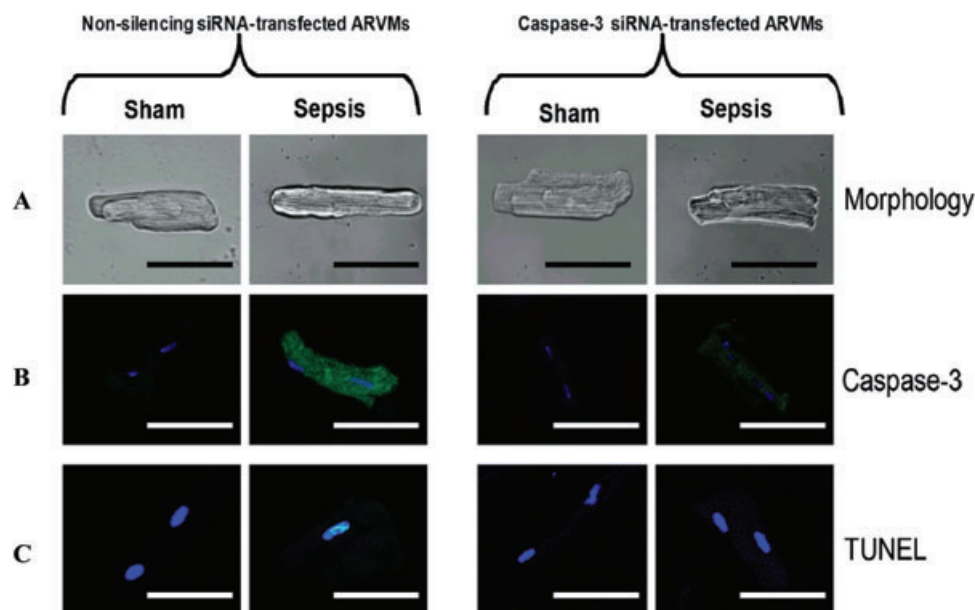 Non-silencing siRNA-transfected ARVMs
Caspase-3 siRNA-transfected ARVMs
Sham
Sepsis
Sham
Sepsis
A
Morphology
B
Caspase-3
C
TUNEL